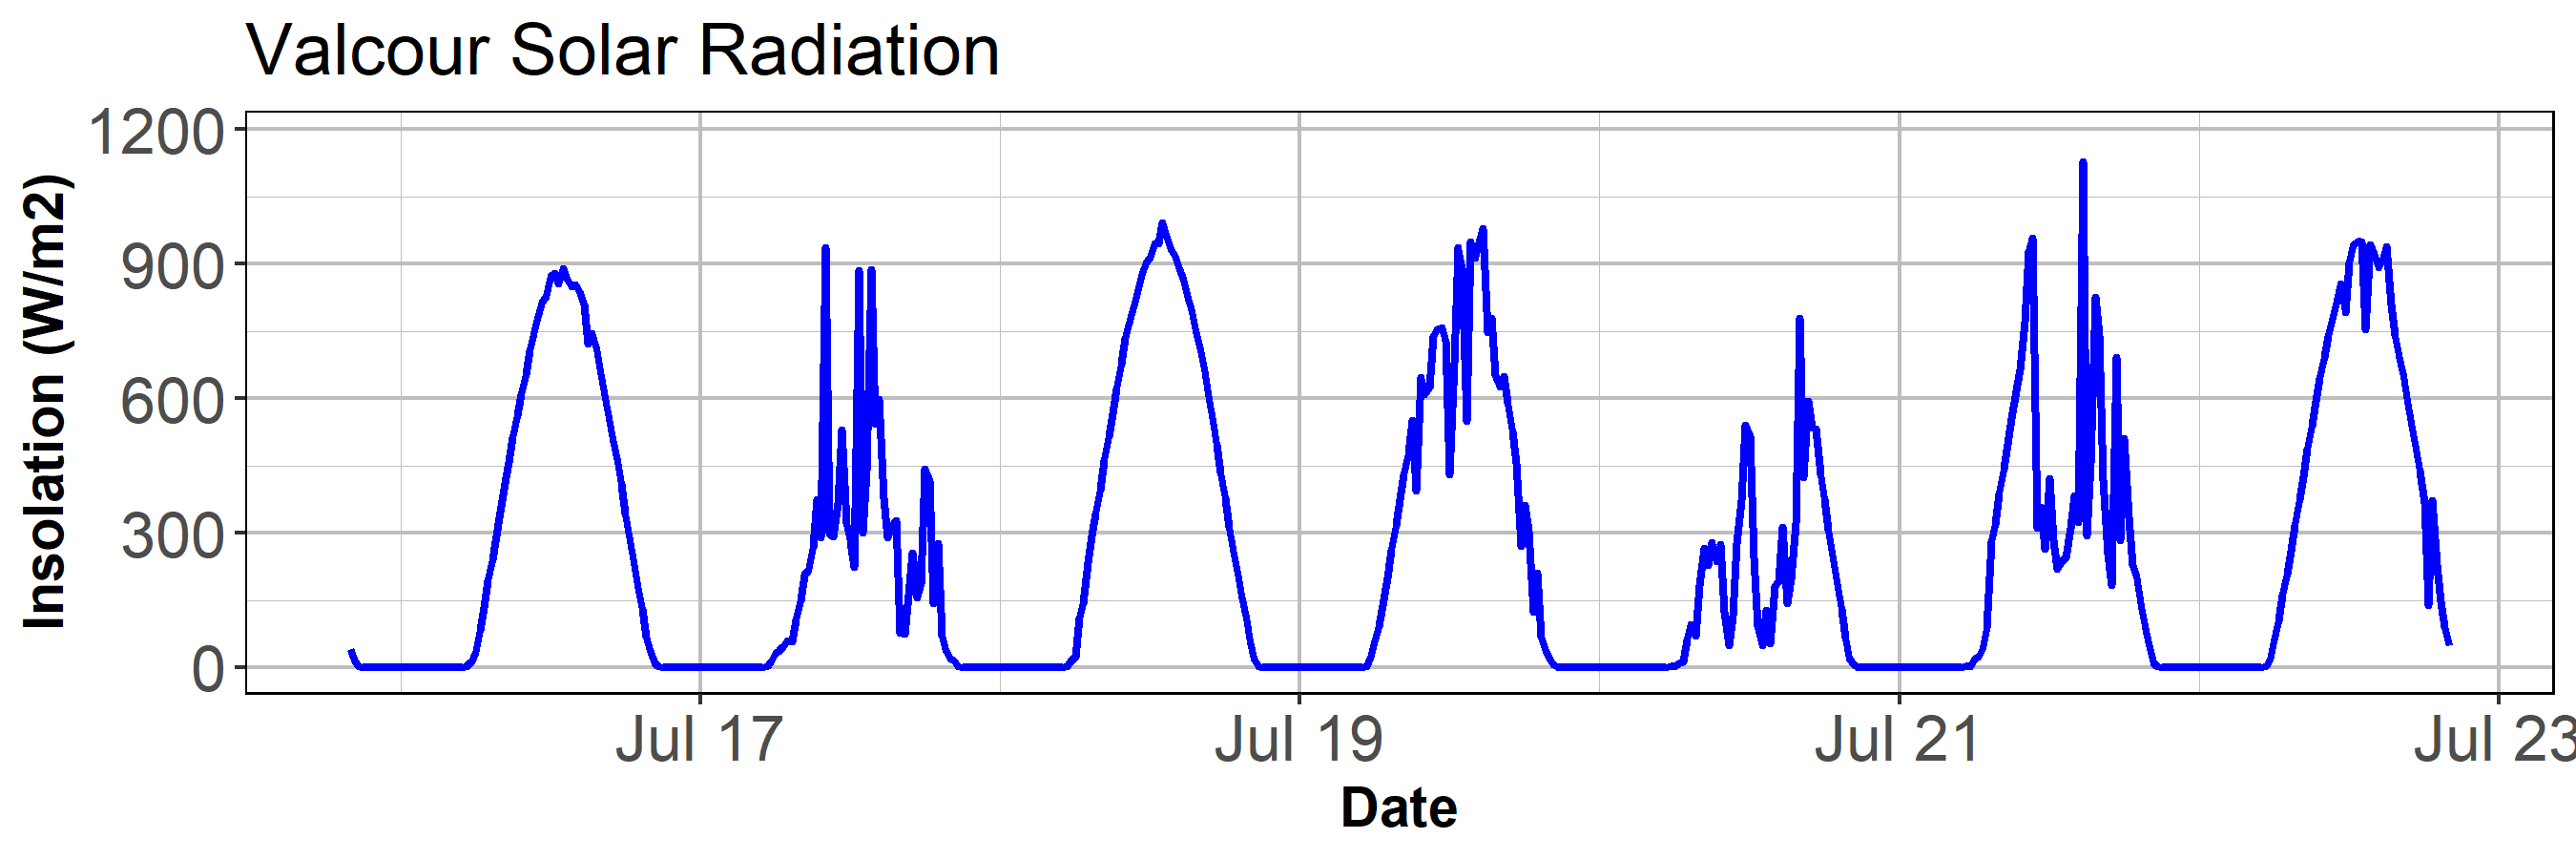 Valcour Solar Radiation
Insolation (W/m2)
1200
900
600
300
0
Jul 17
Jul 19
Jul 21
Jul 23
Date